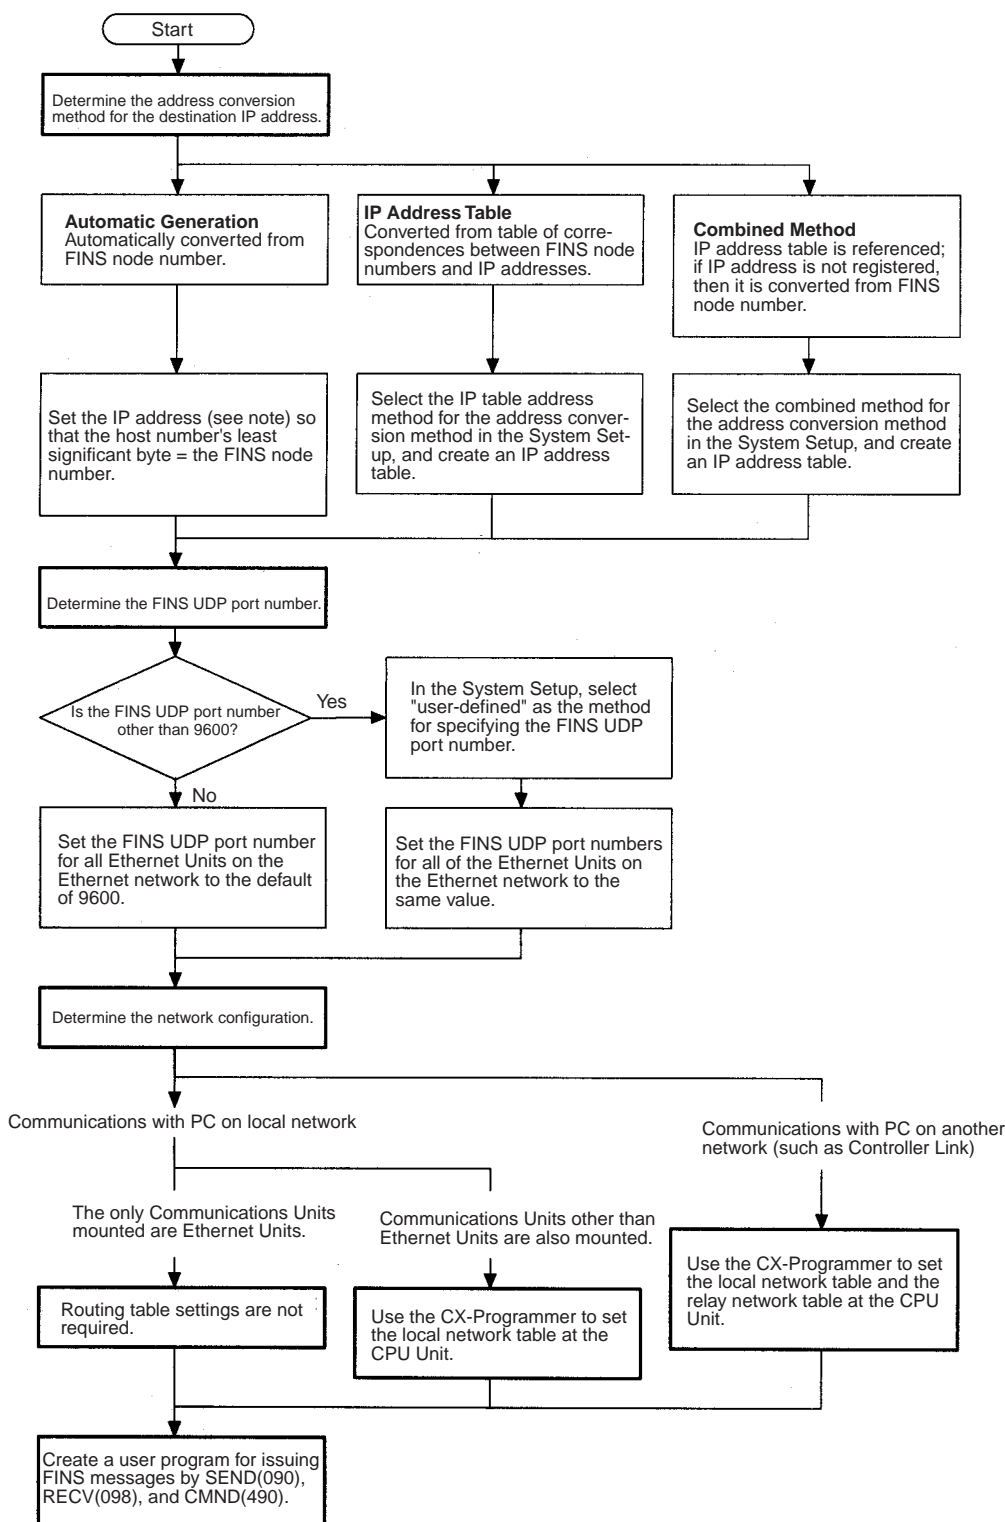 Start
Determine the address conversion
method for the destination IP address.
Automatic Generation
Automatically converted from
FINS node number.
IP Address Table
Converted from table of corre-
spondences between FINS node
numbers and IP addresses.
Combined Method
IP address table is referenced;
if IP address is not registered,
then it is converted from FINS
node number.
Set the IP address (see note) so
that the host number's least
significant byte = the FINS node
number.
Select the IP table address
method for the address conver-
sion method in the System Set-
up, and create an IP address
table.
Select the combined method for
the address conversion method
in the System Setup, and create
an IP address table.
Determine the FINS UDP port number.
Is the FINS UDP port number
other than 9600?
Yes
No
In the System Setup, select
"user-defined" as the method
for specifying the FINS UDP
port number.
Set the FINS UDP port number
for all Ethernet Units on the
Ethernet network to the default
of 9600.
Set the FINS UDP port numbers
for all of the Ethernet Units on
the Ethernet network to the
same value.
Determine the network configuration.
Communications with PC on local network
Communications with PC on another
network (such as Controller Link)
The only Communications Units
mounted are Ethernet Units.
Communications Units other than
Ethernet Units are also mounted.
Routing table settings are not
required.
Use the CX-Programmer to set
the local network table at the
CPU Unit.
Use the CX-Programmer to set
the local network table and the
relay network table at the CPU
Unit.
Create a user program for issuing
FINS messages by SEND(090),
RECV(098), and CMND(490).